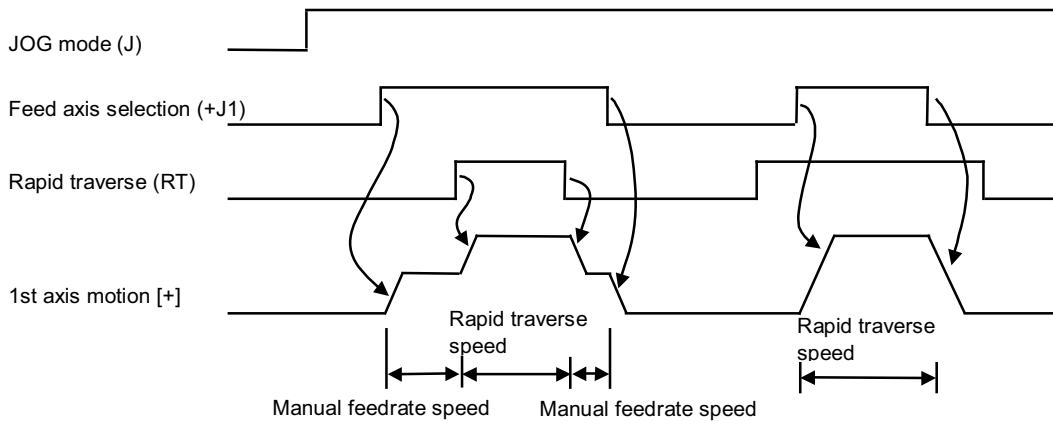 JOG mode (J)
Feed axis selection (+J1)
Rapid traverse (RT)
1st axis motion [+]
Rapid traverse
speed
Rapid traverse
speed
Manual feedrate speed
Manual feedrate speed